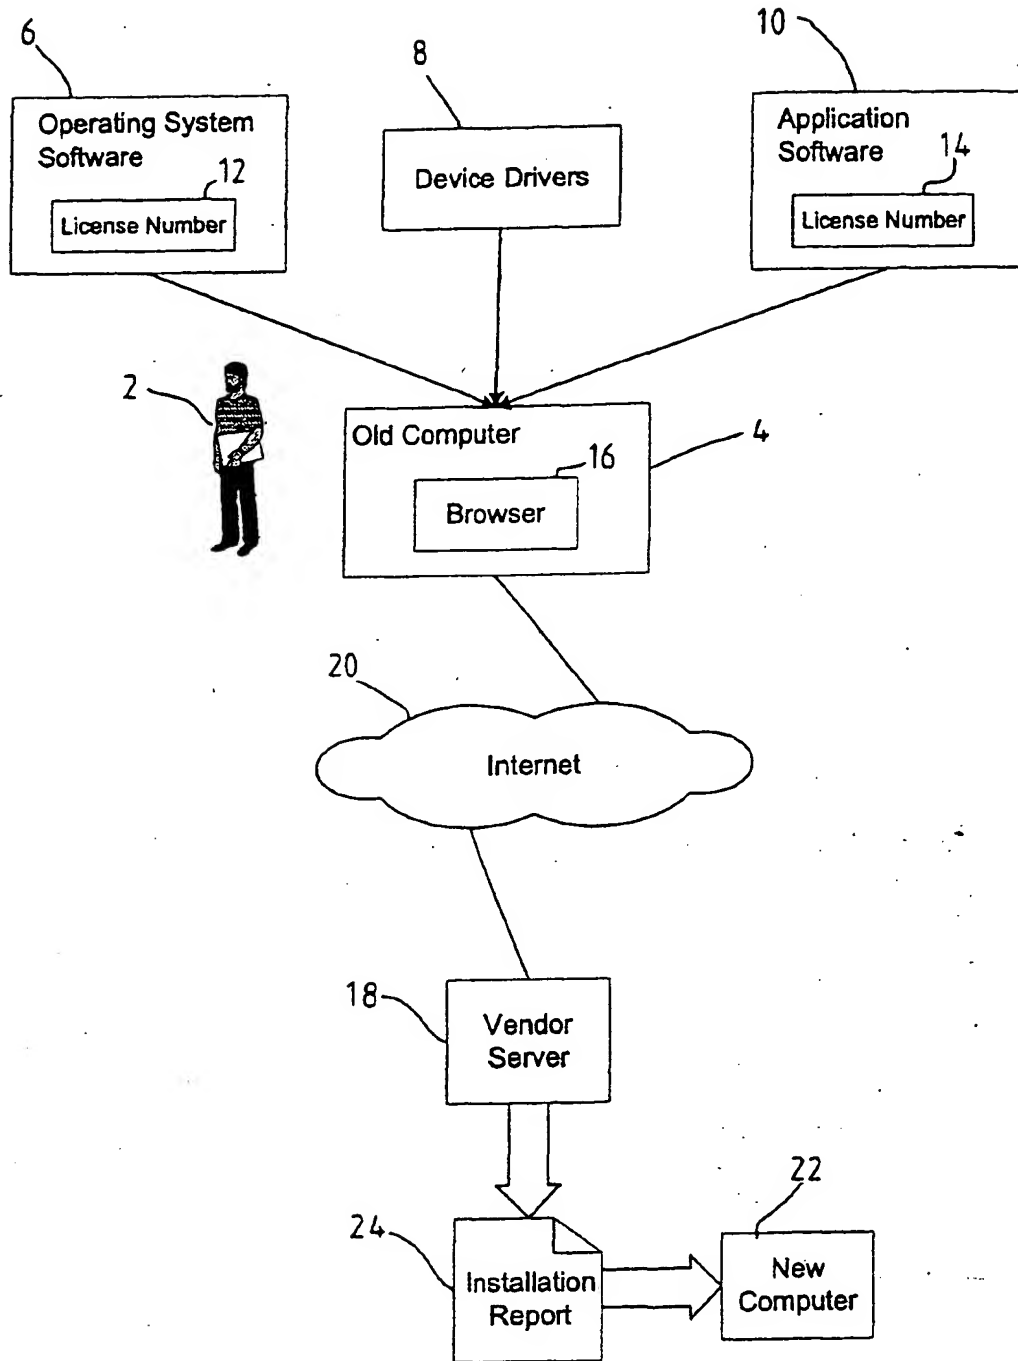 6
8
10
Operating System
Software
12
License Number
Device Drivers
Application
Software
14
License Number
2
Old Computer
4
16
Browser
20
Internet
18
Vendor
Server
22
24
Installation
Report
New
Computer